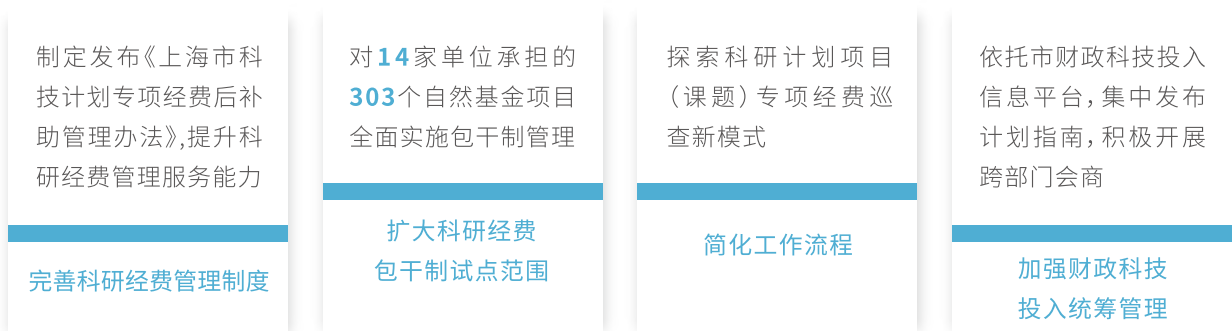 制定发布《上海市科
技计划专项经费后补
助管理办法》,提升科
研经费管理服务能力
完善科研经费管理制度
对14家单位承担的
303个自然基金项目
全面实施包干制管理
扩大科研经费
包干制试点范围
探索科研计划项目
（课题）专项经费巡
查新模式
简化工作流程
依托市财政科技投入
信息平台，集中发布
计划指南，积极开展
跨部门会商
加强财政科技
投入统筹管理